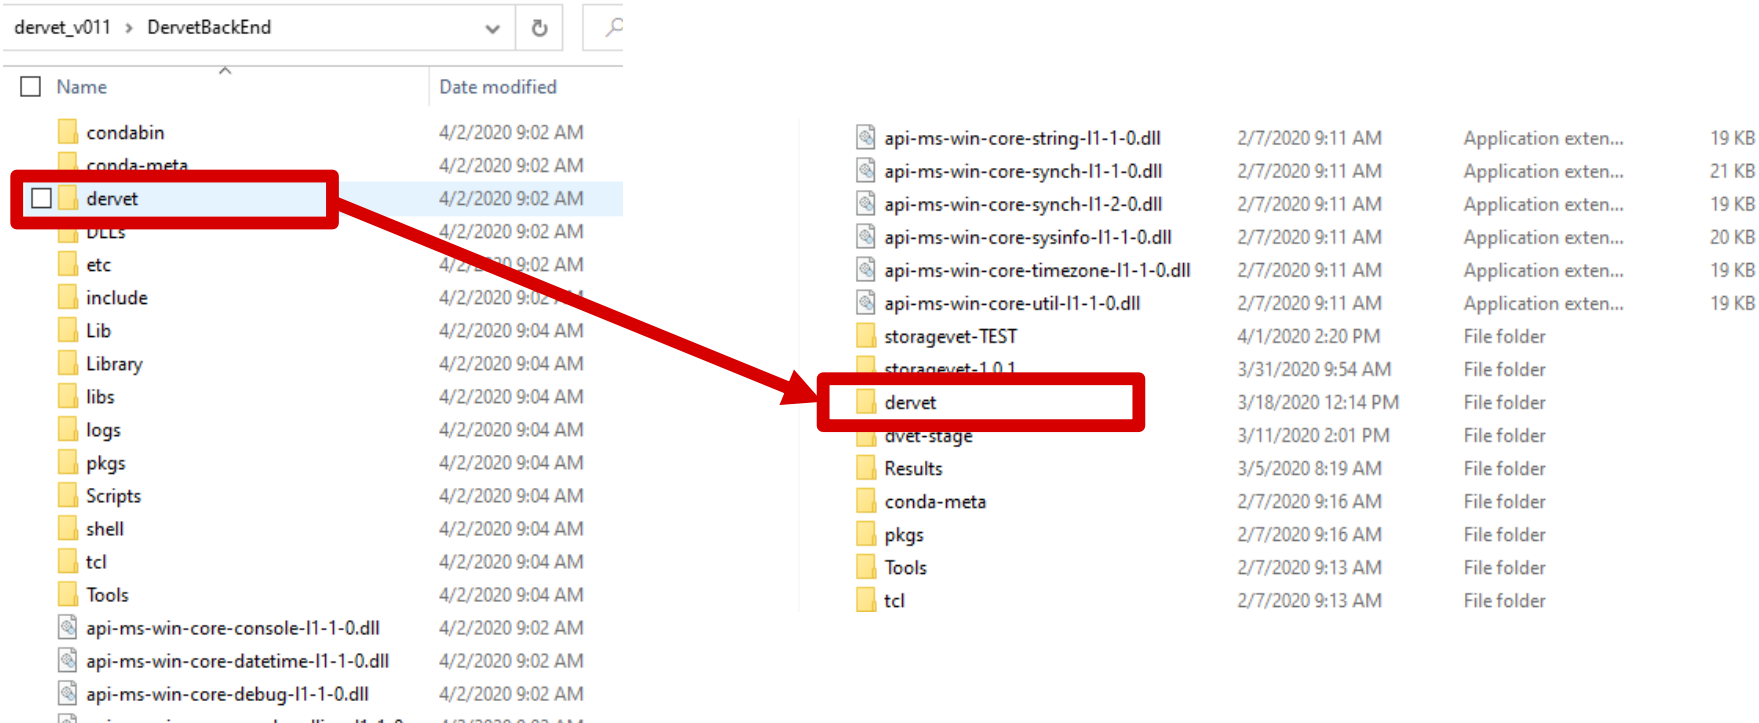 dervet_v011 > DervetBackEnd
Name Date modified
condabin 4/2/2020 9:02 AM
conda-meta 4/2/2020 9:02 AM
dervet 4/2/2020 9:02 AM
DLLs 4/2/2020 9:02 AM
etc 4/2/2020 9:02 AM
include 4/2/2020 9:02 AM
Lib 4/2/2020 9:04 AM
Library 4/2/2020 9:04 AM
libs 4/2/2020 9:04 AM
logs 4/2/2020 9:04 AM
pkgs 4/2/2020 9:04 AM
Scripts 4/2/2020 9:04 AM
shell 4/2/2020 9:04 AM
tcl 4/2/2020 9:04 AM
Tools 4/2/2020 9:04 AM
api-ms-win-core-console-l1-1-0.dll 4/2/2020 9:02 AM
api-ms-win-core-datetime-l1-1-0.dll 4/2/2020 9:02 AM
api-ms-win-core-debug-l1-1-0.dll 4/2/2020 9:02 AM
api-ms-win-core-string-l1-1-0.dll 2/7/2020 9:11 AM Application exten... 19 KB
api-ms-win-core-synch-l1-1-0.dll 2/7/2020 9:11 AM Application exten... 21 KB
api-ms-win-core-synch-l1-2-0.dll 2/7/2020 9:11 AM Application exten... 19 KB
api-ms-win-core-sysinfo-l1-1-0.dll 2/7/2020 9:11 AM Application exten... 20 KB
api-ms-win-core-timezone-l1-1-0.dll 2/7/2020 9:11 AM Application exten... 19 KB
api-ms-win-core-util-l1-1-0.dll 2/7/2020 9:11 AM Application exten... 19 KB
storagevet-TEST 4/1/2020 2:20 PM File folder
storagevet-1.0.1 3/31/2020 9:54 AM File folder
dervet 3/18/2020 12:14 PM File folder
dvet-stage 3/11/2020 2:01 PM File folder
Results 3/5/2020 8:19 AM File folder
conda-meta 2/7/2020 9:16 AM File folder
pkgs 2/7/2020 9:16 AM File folder
Tools 2/7/2020 9:13 AM File folder
tcl 2/7/2020 9:13 AM File folder